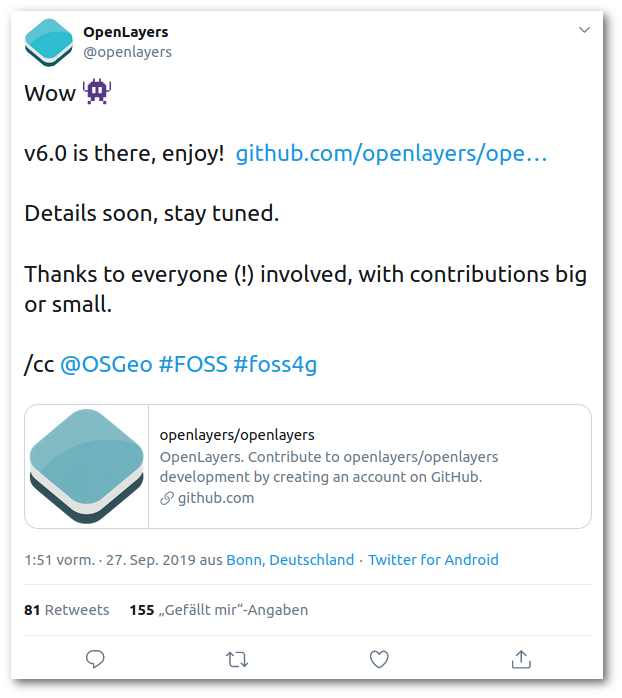 OpenLayers
@openlayers
Wow 👾
v6.0 is there, enjoy! github.com/openlayers/ope…
Details soon, stay tuned.
Thanks to everyone (!) involved, with contributions big
or small.
/cc @OSGeo #FOSS #foss4g
openlayers/openlayers
OpenLayers. Contribute to openlayers/openlayers
development by creating an account on GitHub.
github.com
1:51 vorm. · 27. Sep. 2019 aus Bonn, Deutschland · Twitter for Android
81 Retweets 155 „Gefällt mir“-Angaben